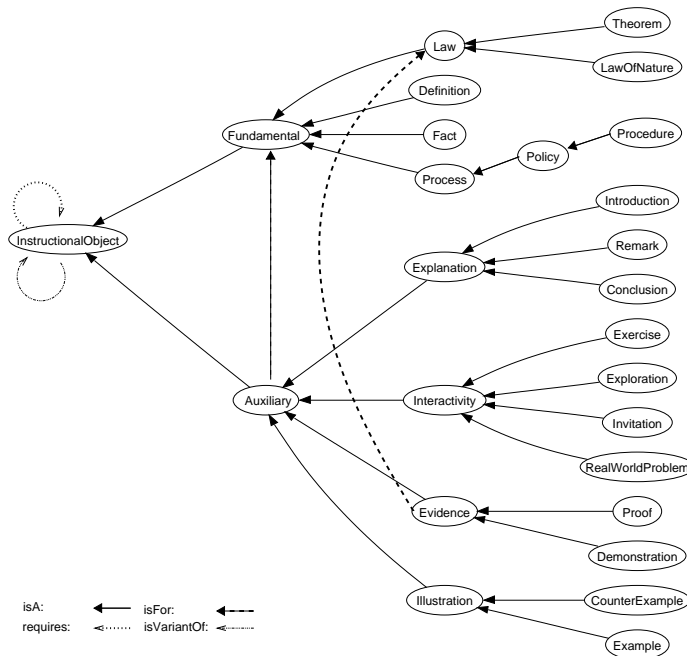 Theorem
Law
LawOfNature
Definition
Fundamental
Fact
Procedure
Policy
Process
Introduction
InstructionalObject
Remark
Explanation
Conclusion
Exercise
Exploration
Auxiliary
Interactivity
Invitation
RealWorldProblem
Evidence
Proof
Demonstration
Illustration
CounterExample
Example
isA: isFor:
requires: isVariantOf: